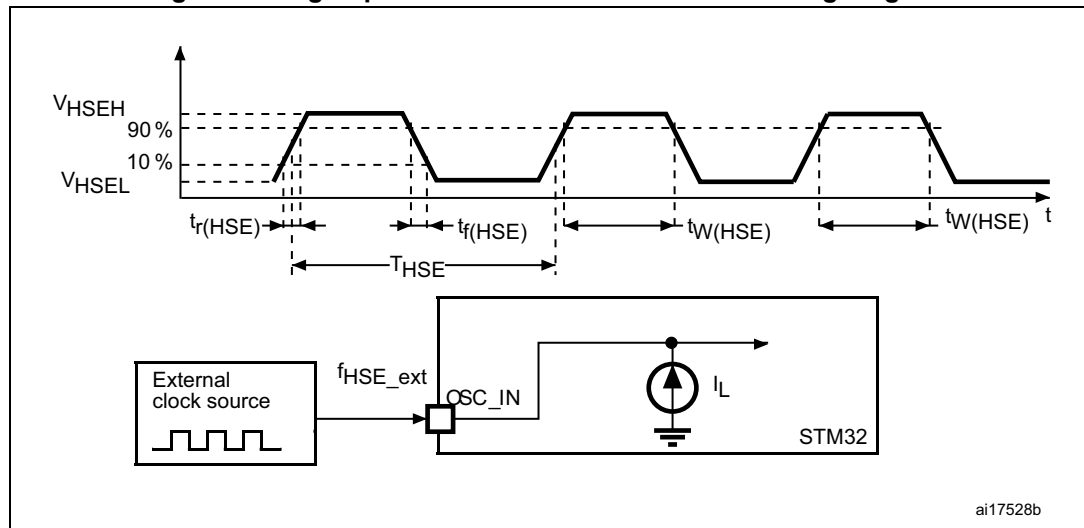 VHSEH
90 %
10 %
VHSEL
tr(HSE)
tf(HSE)
tW(HSE)
tW(HSE)
t
THSE
External
clock source
fHSE_ext
OSC_IN
IL
STM32
ai17528b